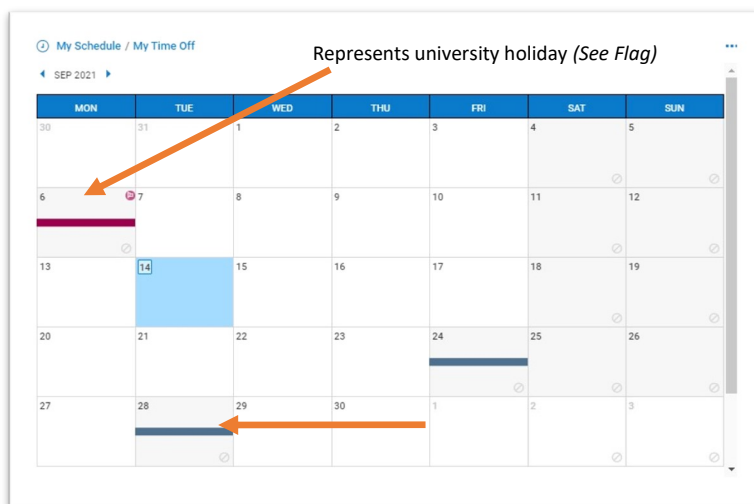 My Schedule / My Time Off
Represents university holiday (See Flag)
SEP 2021
MON TUE WED THU FRI SAT SUN
30 31 1 2 3 4 5
6 7 8 9 10 11 12
13 14 15 16 17 18 19
20 21 22 23 24 25 26
27 28 29 30 1 2 3